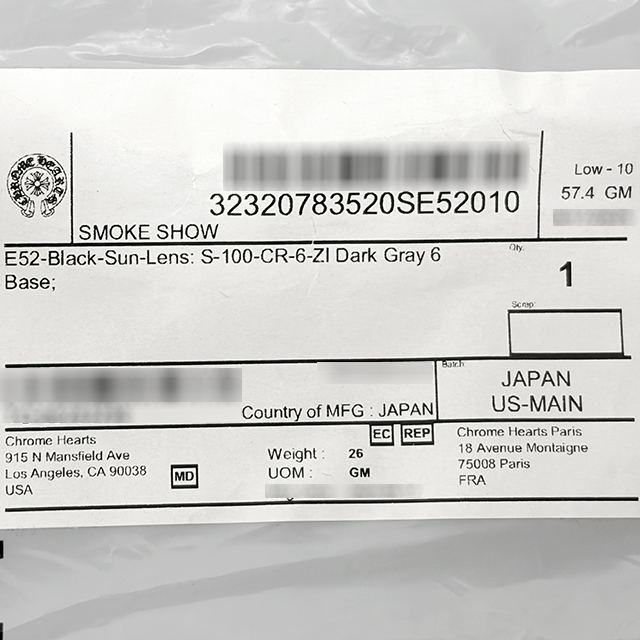 CHROME HEARTS
32320783520SE52010
Low - 10
57.4 GM
SMOKE SHOW
E52-Black-Sun-Lens: S-100-CR-6-ZI Dark Gray 6
Base;
Qty.
1
Scrap:
Country of MFG : JAPAN
Batch:
JAPAN
US-MAIN
Chrome Hearts
915 N Mansfield Ave
Los Angeles, CA 90038
USA
MD
EC REP
Weight : 26
UOM : GM
Chrome Hearts Paris
18 Avenue Montaigne
75008 Paris
FRA